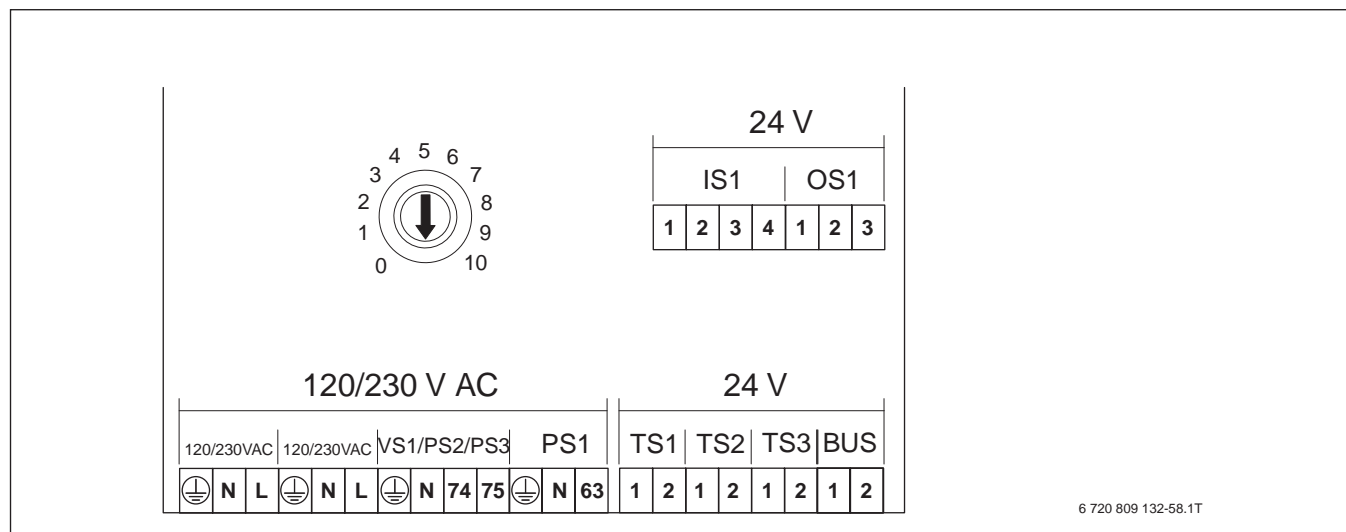 24 V
IS1 OS1
1 2 3 4 1 2 3
5
4 6
3 7
2 8
1 9
0 10
120/230 V AC 24 V
120/230VAC 120/230VAC VS1/PS2/PS3 PS1 TS1 TS2 TS3 BUS
N L N L N 74 75 N 63 1 2 1 2 1 2 1 2
6 720 809 132-58.1T